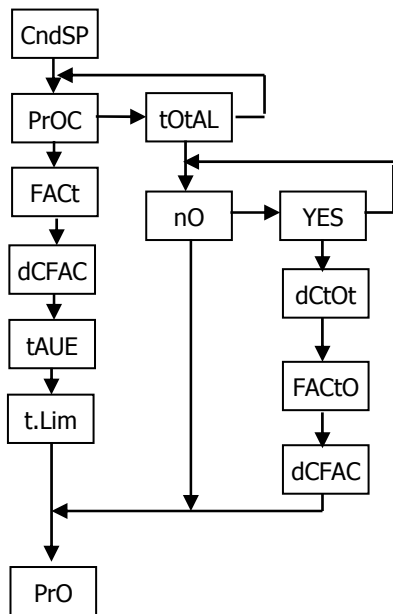 CndSP
PrOC
tOtAL
FACt
nO
YES
dCFAC
dCtOt
tAUE
FACtO
t.Lim
dCFAC
PrO